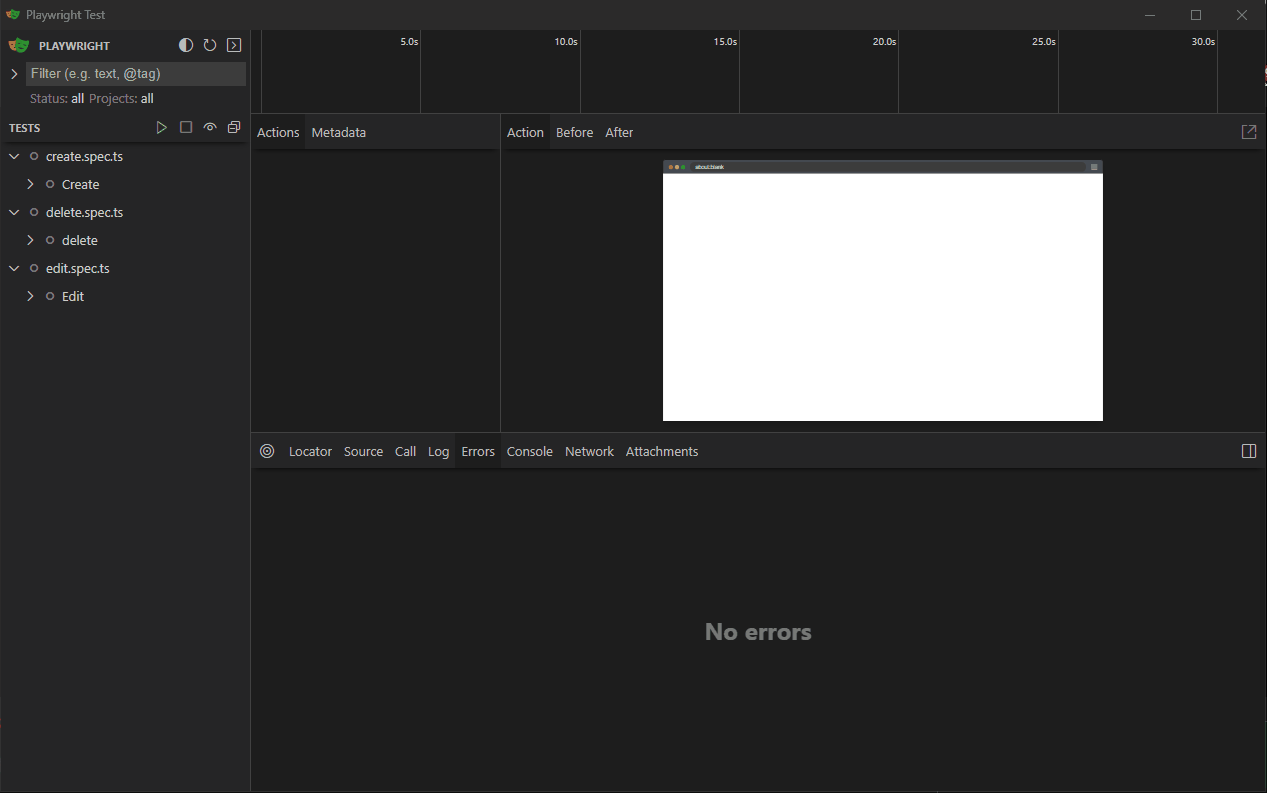 Playwright Test
PLAYWRIGHT
Filter (e.g. text, @tag)
Status: all Projects: all
TESTS
create.spec.ts
Create
delete.spec.ts
delete
edit.spec.ts
Edit
5.0s 10.0s 15.0s 20.0s 25.0s 30.0s
Actions Metadata
Action Before After
about:blank
Locator Source Call Log Errors Console Network Attachments
No errors